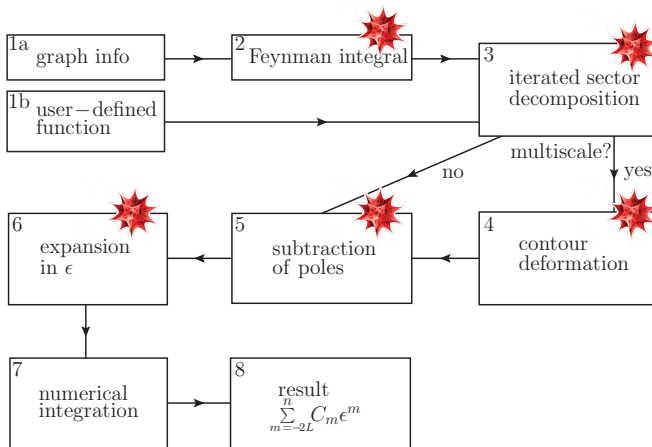 1a
graph info
2
Feynman integral
3
iterated sector
decomposition
1b
user−defined
function
multiscale?
no
yes
6
expansion
in ϵ
5
subtraction
of poles
4
contour
deformation
7
numerical
integration
8
result
n
∑ C_m ϵ^m
m=−2L